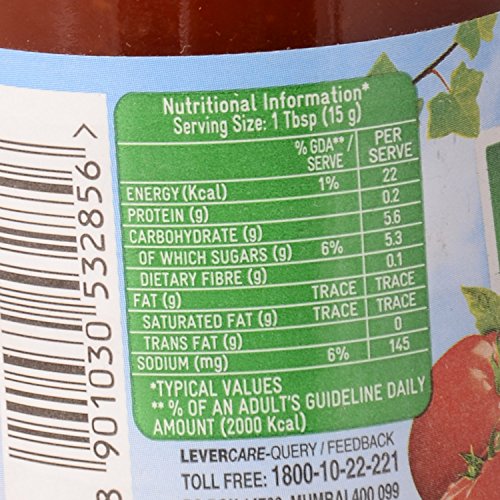 Nutritional Information*
Serving Size: 1 Tbsp (15 g)
% GDA**/ SERVE PER SERVE
ENERGY (Kcal) 1% 22
PROTEIN (g) 0.2
CARBOHYDRATE (g) 5.6
OF WHICH SUGARS (g) 6% 5.3
DIETARY FIBRE (g) 0.1
FAT (g) TRACE TRACE
SATURATED FAT (g) TRACE TRACE
TRANS FAT (g) 0
SODIUM (mg) 6% 145
*TYPICAL VALUES
** % OF AN ADULT'S GUIDELINE DAILY
AMOUNT (2000 Kcal)
LEVERCARE-QUERY / FEEDBACK
TOLL FREE: 1800-10-22-221
MUMBAI 400 099
8 901030 532856 >